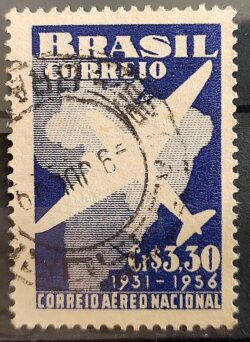 BRASIL
CORREIO
Cr$3,30
1931-1956
CORREIO AÉREO NACIONAL